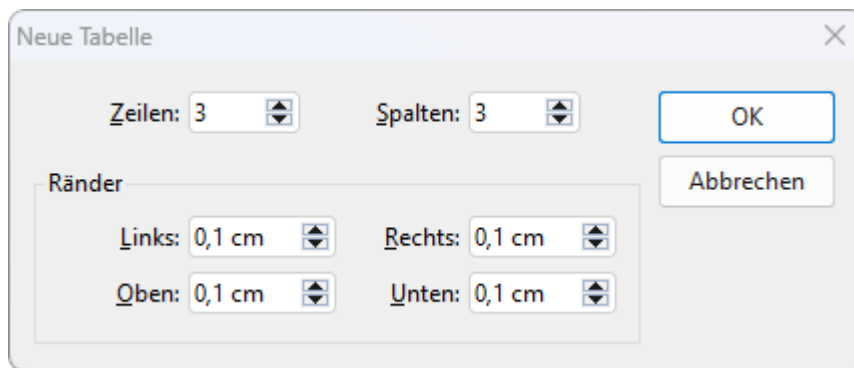 Neue Tabelle
Zeilen: 3 Spalten: 3 OK
Abbrechen
Ränder
Links: 0,1 cm Rechts: 0,1 cm
Oben: 0,1 cm Unten: 0,1 cm